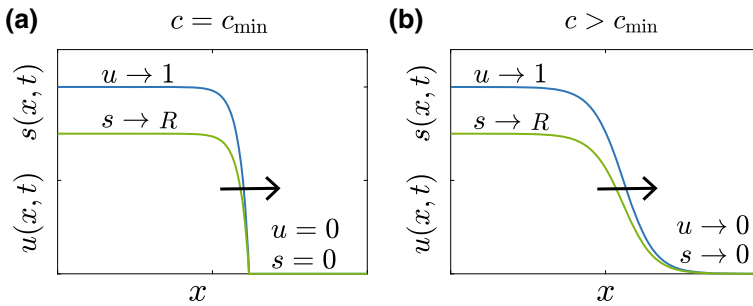 (a) c = c_min
u → 1
s → R
u = 0
s = 0
x
u(x, t) s(x, t)
(b) c > c_min
u → 1
s → R
u → 0
s → 0
x
u(x, t) s(x, t)